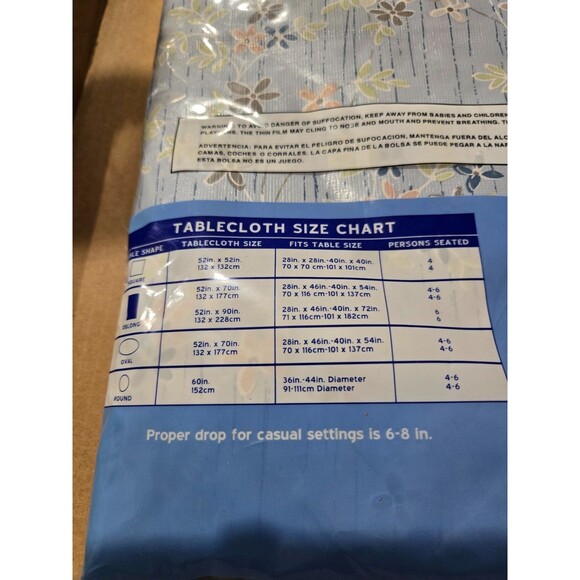 WARNING: TO AVOID DANGER OF SUFFOCATION, KEEP AWAY FROM BABIES AND CHILDREN
THE THIN FILM MAY CLING TO NOSE AND MOUTH AND PREVENT BREATHING.
ADVERTENCIA: PARA EVITAR EL PELIGRO DE SUFOCACION, MANTENGA FUERA DEL ALC
CAMAS, COCHES O CORRALES. LA CAPA FINA DE LA BOLSA SE PUEDE PEGAR A LA NAR
ESTA BOLSA NO ES UN JUEGO.
TABLECLOTH SIZE CHART
SHAPE TABLECLOTH SIZE FITS TABLE SIZE PERSONS SEATED
52in. x 52in. 28in. x 28in.-40in. x 40in. 4
132 x 132cm 70 x 70 cm-101 x 101cm 4
52in. x 70in. 28in. x 46in.-40in. x 54in. 4-6
132 x 177cm 70 x 116 cm-101 x 137cm 4-6
52in. x 90in. 28in. x 46in.-40in. x 72in. 6
132 x 228cm 71 x 116cm-101 x 182cm 6
OBLONG
52in. x 70in. 28in. x 46in.-40in. x 54in. 4-6
132 x 177cm 70 x 116cm-101 x 137cm 4-6
OVAL
60in. 36in.-44in. Diameter 4-6
152cm 91-111cm Diameter 4-6
ROUND
Proper drop for casual settings is 6-8 in.